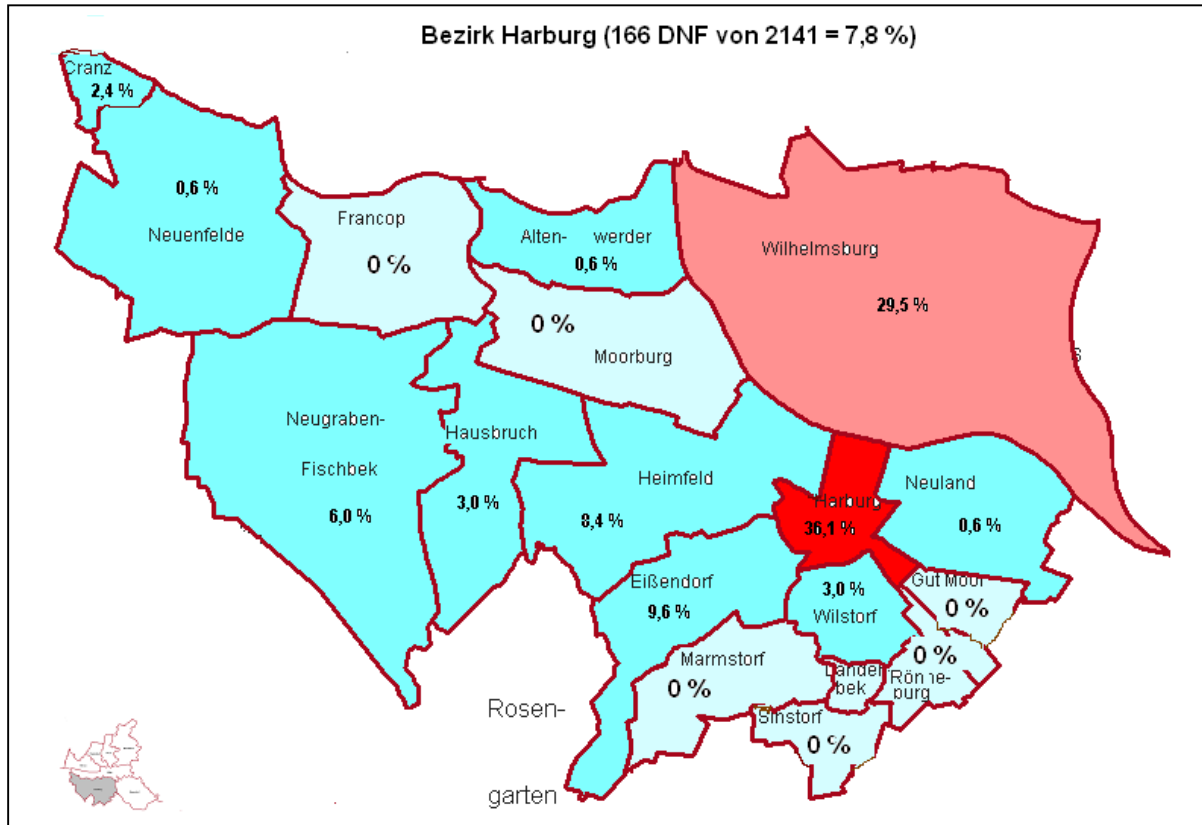 Bezirk Harburg (166 DNF von 2141 = 7,8 %)
Cranz
2,4 %
0,6 %
Neuenfelde
Francop
0 %
Alten- werder
0,6 %
Wilhelmsburg
29,5 %
0 %
Moorburg
Neugraben-
Fischbek
6,0 %
Hausbruch
3,0 %
Heimfeld
8,4 %
Harburg
36,1 %
Neuland
0,6 %
Eißendorf
9,6 %
3,0 %
Wilstorf
Gut Moor
0 %
Marmstorf
0 %
bek
0 %
Rönne-
burg
Sinstorf
0 %
Rosen-
garten